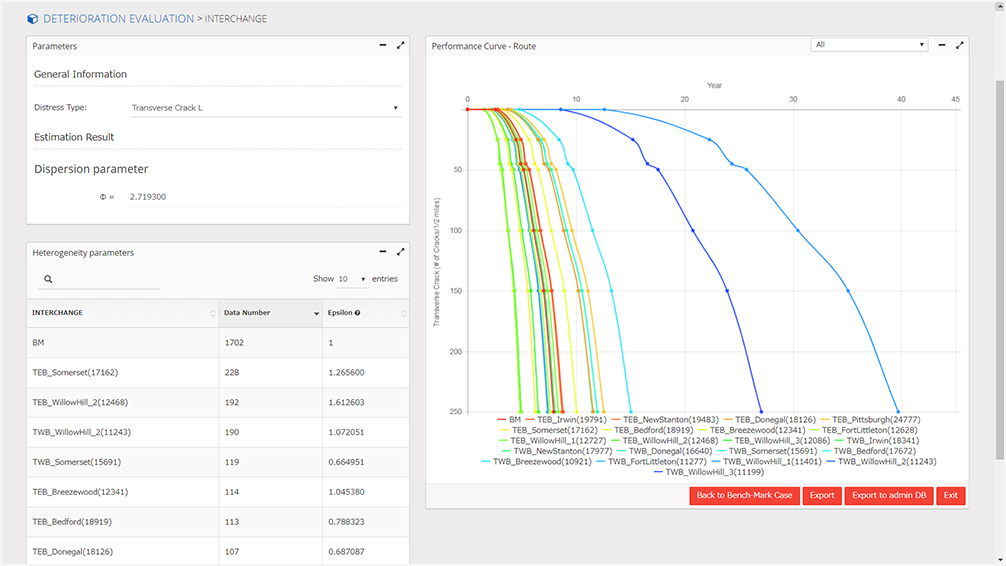 DETERIORATION EVALUATION > INTERCHANGE
Parameters
General Information
Distress Type: Transverse Crack L
Estimation Result
Dispersion parameter
Φ = 2.719300
Heterogeneity parameters
Show 10 entries
INTERCHANGE Data Number Epsilon
BM 1702 1
TEB_Somerset(17162) 228 1.265600
TEB_WillowHill_2(12468) 192 1.612603
TWB_WillowHill_2(11243) 190 1.072051
TWB_Somerset(15691) 119 0.664951
TEB_Breezewood(12341) 114 1.045380
TEB_Bedford(18919) 113 0.788323
TEB_Donegal(18126) 107 0.687087
Performance Curve - Route
All
Year
0 10 20 30 40 45
Transverse Crack (# of Cracks/1/2 miles)
50
100
150
200
250
BM TEB_Irwin(19791) TEB_NewStanton(19483) TEB_Donegal(18126) TEB_Pittsburgh(24777)
TEB_Somerset(17162) TEB_Bedford(18919) TEB_Breezewood(12341) TEB_FortLittleton(12628)
TEB_WillowHill_1(12727) TEB_WillowHill_2(12468) TEB_WillowHill_3(12086) TWB_Irwin(18341)
TWB_NewStanton(17977) TWB_Donegal(16640) TWB_Somerset(15691) TWB_Bedford(17672)
TWB_Breezewood(10921) TWB_FortLittleton(11277) TWB_WillowHill_1(11401) TWB_WillowHill_2(11243)
TWB_WillowHill_3(11199)
Back to Bench-Mark Case Export Export to admin DB Exit